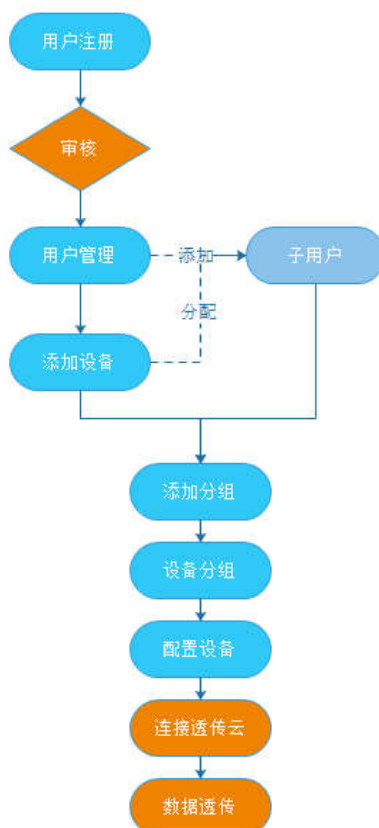 用户注册
审核
用户管理
添加
子用户
分配
添加设备
添加分组
设备分组
配置设备
连接透传云
数据透传